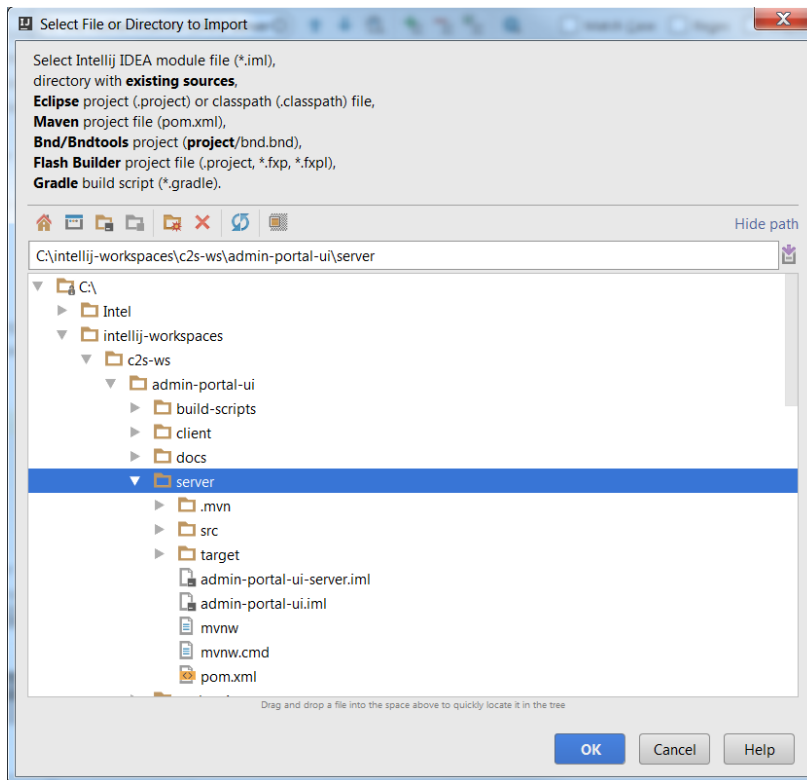 Select File or Directory to Import
Match Case
Regex
Select Intellij IDEA module file (*.iml),
directory with existing sources,
Eclipse project (.project) or classpath (.classpath) file,
Maven project file (pom.xml),
Bnd/Bndtools project (project/bnd.bnd),
Flash Builder project file (.project, *.fxp, *.fxpl),
Gradle build script (*.gradle).
Hide path
C:\intellij-workspaces\c2s-ws\admin-portal-ui\server
C:\
Intel
intellij-workspaces
c2s-ws
admin-portal-ui
build-scripts
client
docs
server
.mvn
src
target
admin-portal-ui-server.iml
admin-portal-ui.iml
mvnw
mvnw.cmd
pom.xml
Drag and drop a file into the space above to quickly locate it in the tree
OK
Cancel
Help